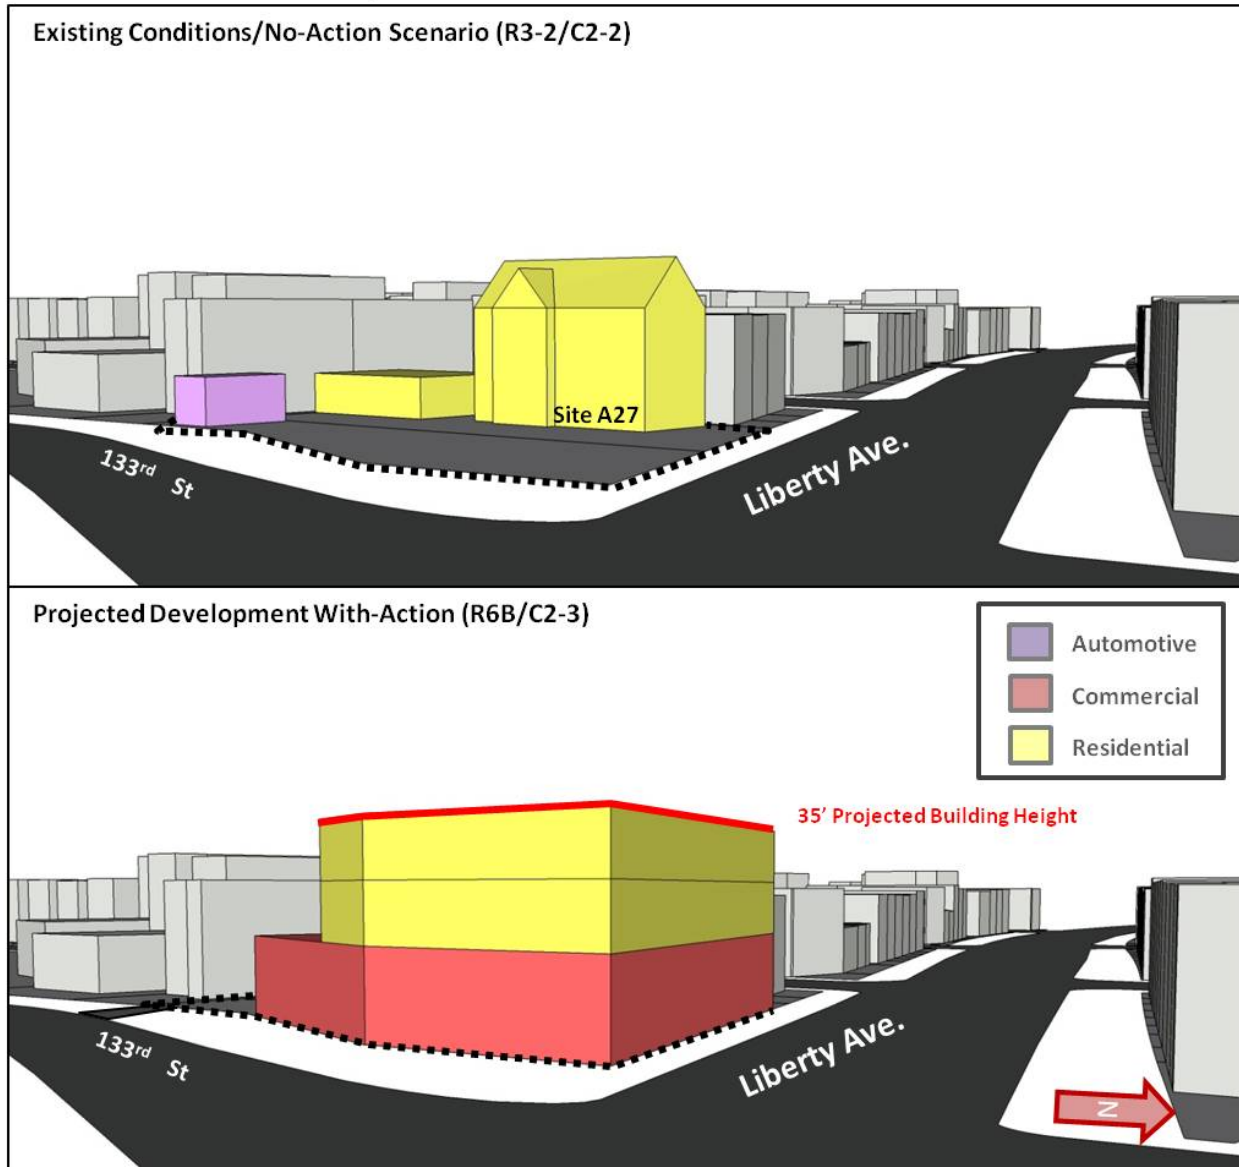 Existing Conditions/No-Action Scenario (R3-2/C2-2)
Site A27
133rd St
Liberty Ave.
Projected Development With-Action (R6B/C2-3)
Automotive
Commercial
Residential
35’ Projected Building Height
133rd St
Liberty Ave.
N